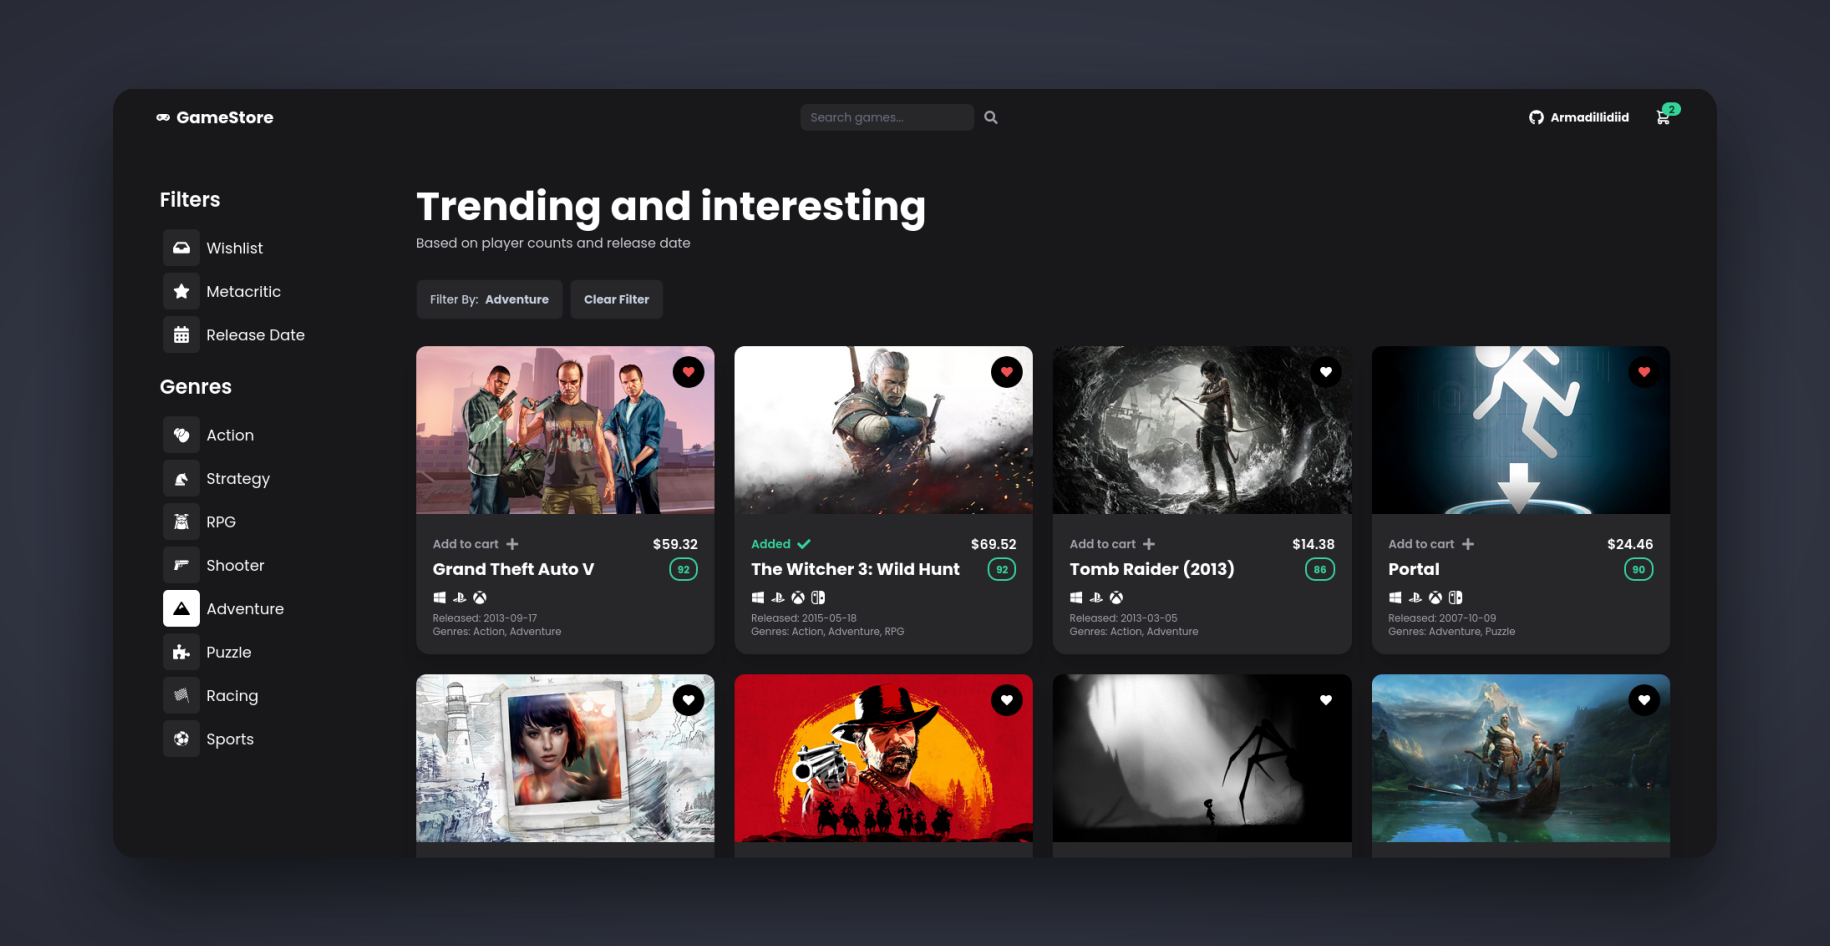 GameStore
Search games...
Armadillidiid
2
Filters
Wishlist
Metacritic
Release Date
Genres
Action
Strategy
RPG
Shooter
Adventure
Puzzle
Racing
Sports
Trending and interesting
Based on player counts and release date
Filter By: Adventure
Clear Filter
Add to cart
$59.32
Grand Theft Auto V
92
Released: 2013-09-17
Genres: Action, Adventure
Added
$69.52
The Witcher 3: Wild Hunt
92
Released: 2015-05-18
Genres: Action, Adventure, RPG
Add to cart
$14.38
Tomb Raider (2013)
86
Released: 2013-03-05
Genres: Action, Adventure
Add to cart
$24.46
Portal
90
Released: 2007-10-09
Genres: Adventure, Puzzle